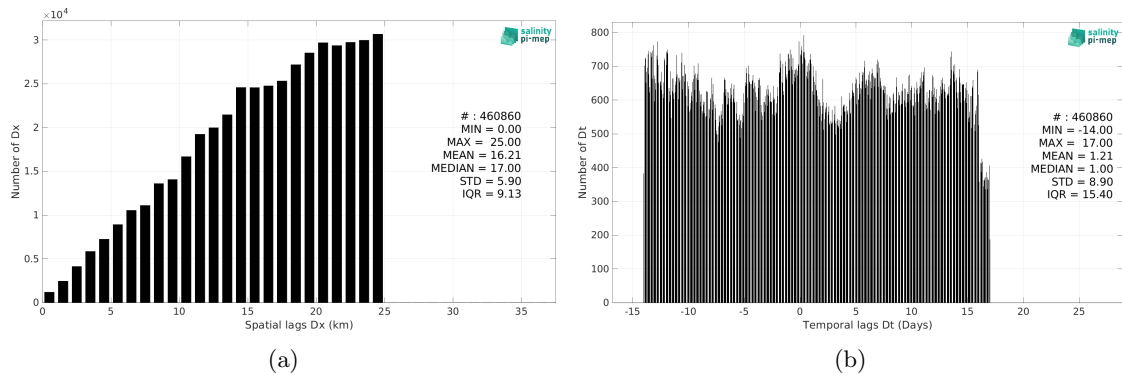 ×10^4
3
2.5
2
1.5
1
0.5
0
Number of Dx
0 5 10 15 20 25 30 35
Spatial lags Dx (km)
salinity
pi-mep
# : 460860
MIN = 0.00
MAX = 25.00
MEAN = 16.21
MEDIAN = 17.00
STD = 5.90
IQR = 9.13
(a)
800
700
600
500
400
300
200
100
0
Number of Dt
-15 -10 -5 0 5 10 15 20 25
Temporal lags Dt (Days)
salinity
pi-mep
# : 460860
MIN = -14.00
MAX = 17.00
MEAN = 1.21
MEDIAN = 1.00
STD = 8.90
IQR = 15.40
(b)